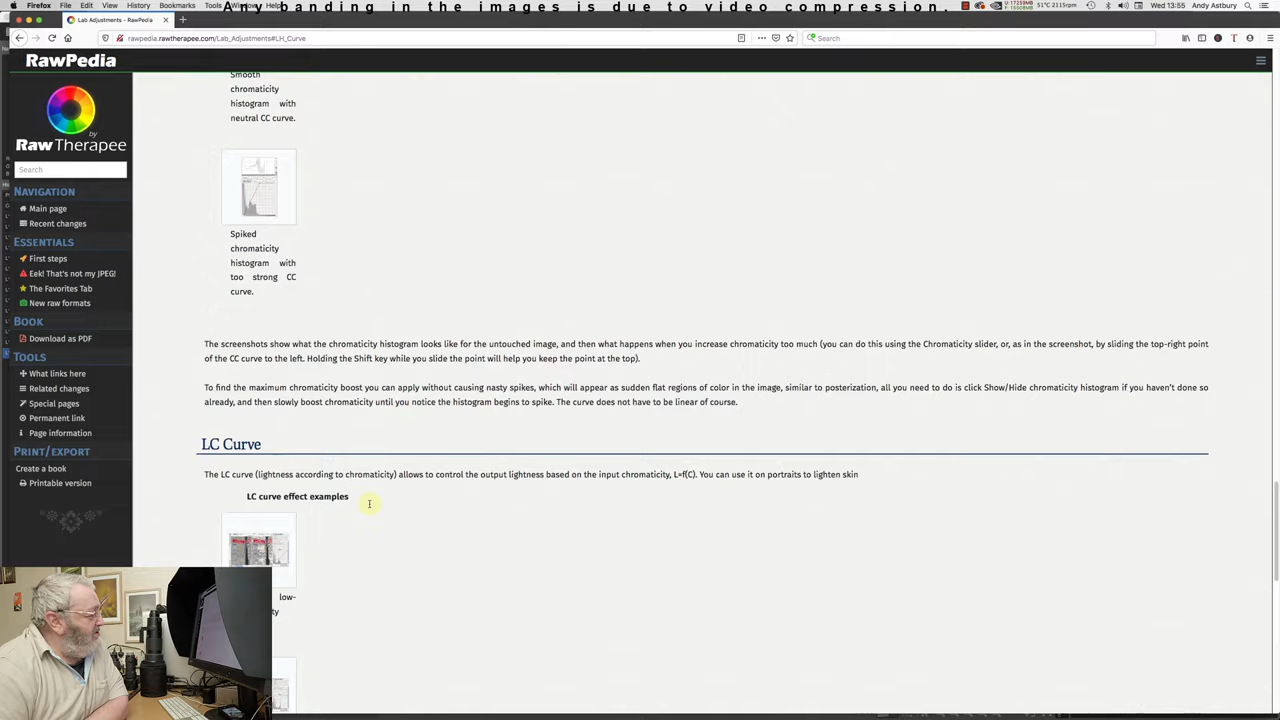 Any banding in the images is due to video compression.
Firefox File Edit View History Bookmarks Tools Window Help
Wed 13:55 Andy Astbury
Lab Adjustments - RawPedia
rawpedia.rawtherapee.com/Lab_Adjustments#LH_Curve
Search
RawPedia
by
RawTherapee
Search
NAVIGATION
Main page
Recent changes
ESSENTIALS
First steps
Eek! That's not my JPEG!
The Favorites Tab
New raw formats
BOOK
Download as PDF
TOOLS
What links here
Related changes
Special pages
Permanent link
Page information
PRINT/EXPORT
Create a book
Printable version
Smooth
chromaticity
histogram with
neutral CC curve.
Spiked
chromaticity
histogram with
too strong CC
curve.
The screenshots show what the chromaticity histogram looks like for the untouched image, and then what happens when you increase chromaticity too much (you can do this using the Chromaticity slider, or, as in the screenshot, by sliding the top-right point
of the CC curve to the left. Holding the Shift key while you slide the point will help you keep the point at the top).
To find the maximum chromaticity boost you can apply without causing nasty spikes, which will appear as sudden flat regions of color in the image, similar to posterization, all you need to do is click Show/Hide chromaticity histogram if you haven't done so
already, and then slowly boost chromaticity until you notice the histogram begins to spike. The curve does not have to be linear of course.
LC Curve
The LC curve (lightness according to chromaticity) allows to control the output lightness based on the input chromaticity, L=f(C). You can use it on portraits to lighten skin
LC curve effect examples
low-